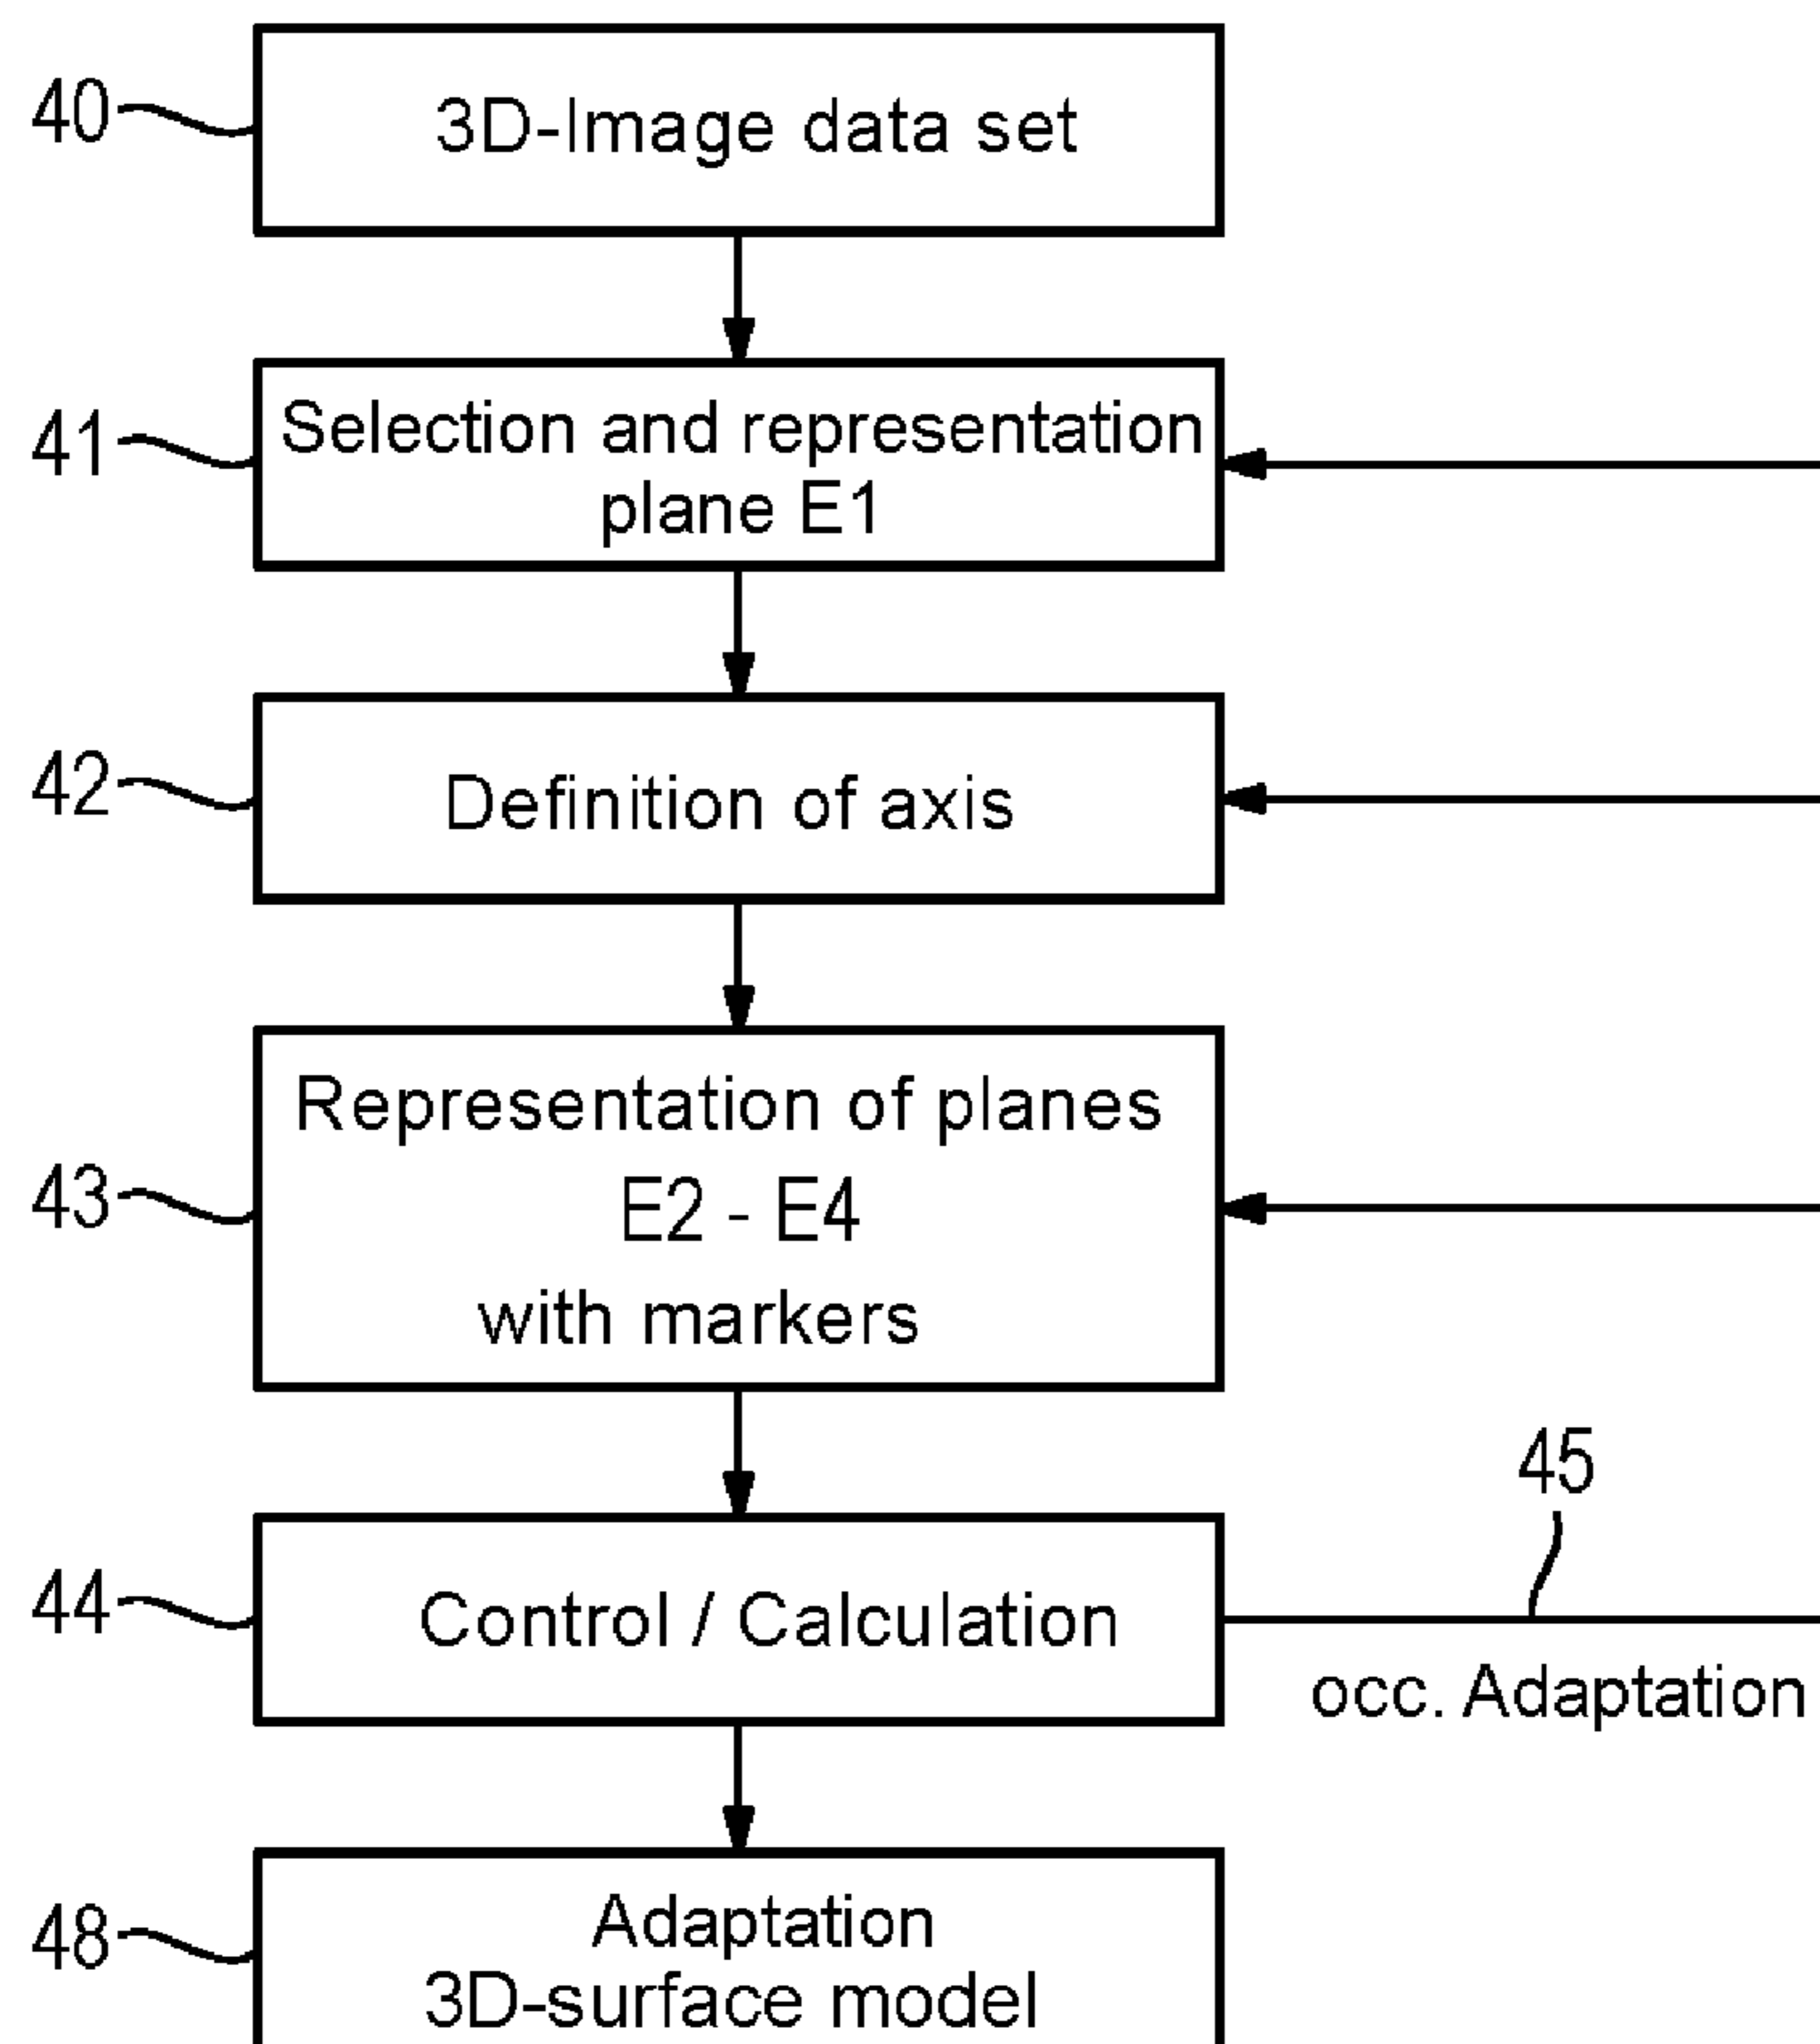 40
3D-Image data set
41
Selection and representation
plane E1
42
Definition of axis
43
Representation of planes
E2 - E4
with markers
45
44
Control / Calculation
occ. Adaptation
48
Adaptation
3D-surface model